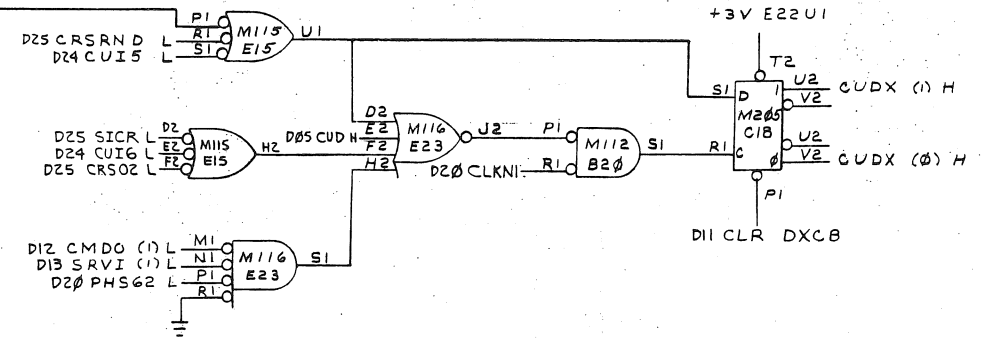 +3V E22U1
P1
D25 CRSRND L R1 M115 U1
D24 CUI5 L S1 E15
T2
S1 D 1 U2 CUDX (1) H
V2
M205
C18
D2
D05 CUD H E2 M116 J2 P1
F2 E23
H2
M112 S1 R1 C
B20
D20 CLKN1 R1
U2
0 V2 CUDX (0) H
P1
D11 CLR DXCB
D25 SICR L D2
D24 CUI6 L E2 M115 H2
D25 CRS02 L F2 E15
D12 CMDO (1) L M1
D13 SRVI (1) L N1 M116 S1
D20 PHS62 L P1 E23
R1